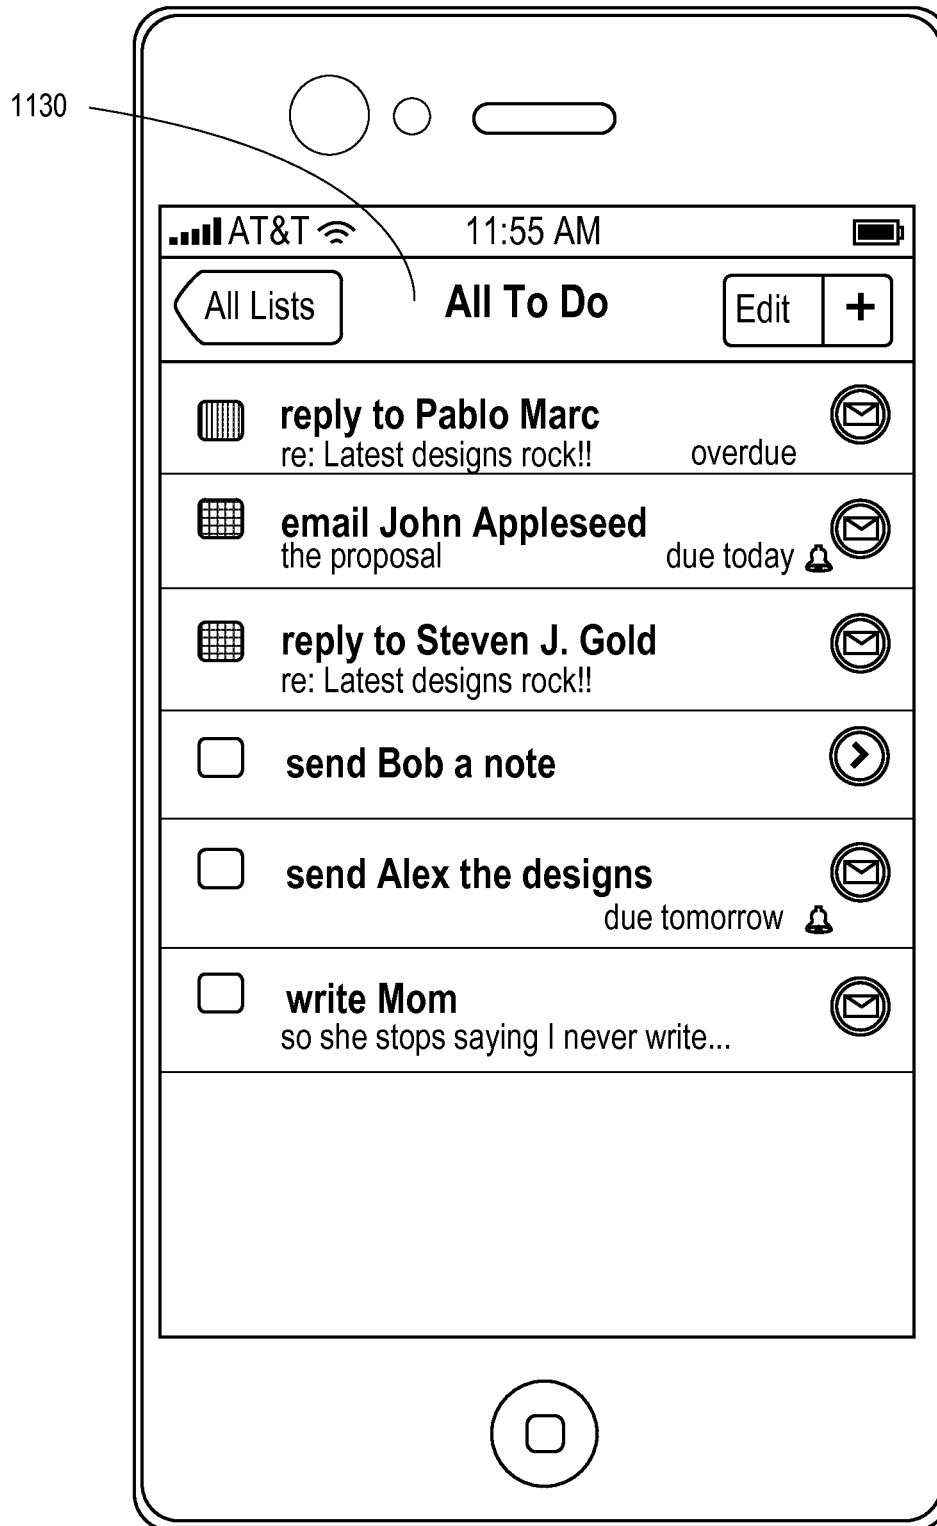 1130
AT&T 11:55 AM
All Lists All To Do Edit +
reply to Pablo Marc
re: Latest designs rock!! overdue
email John Appleseed
the proposal due today
reply to Steven J. Gold
re: Latest designs rock!!
send Bob a note
send Alex the designs
due tomorrow
write Mom
so she stops saying I never write...